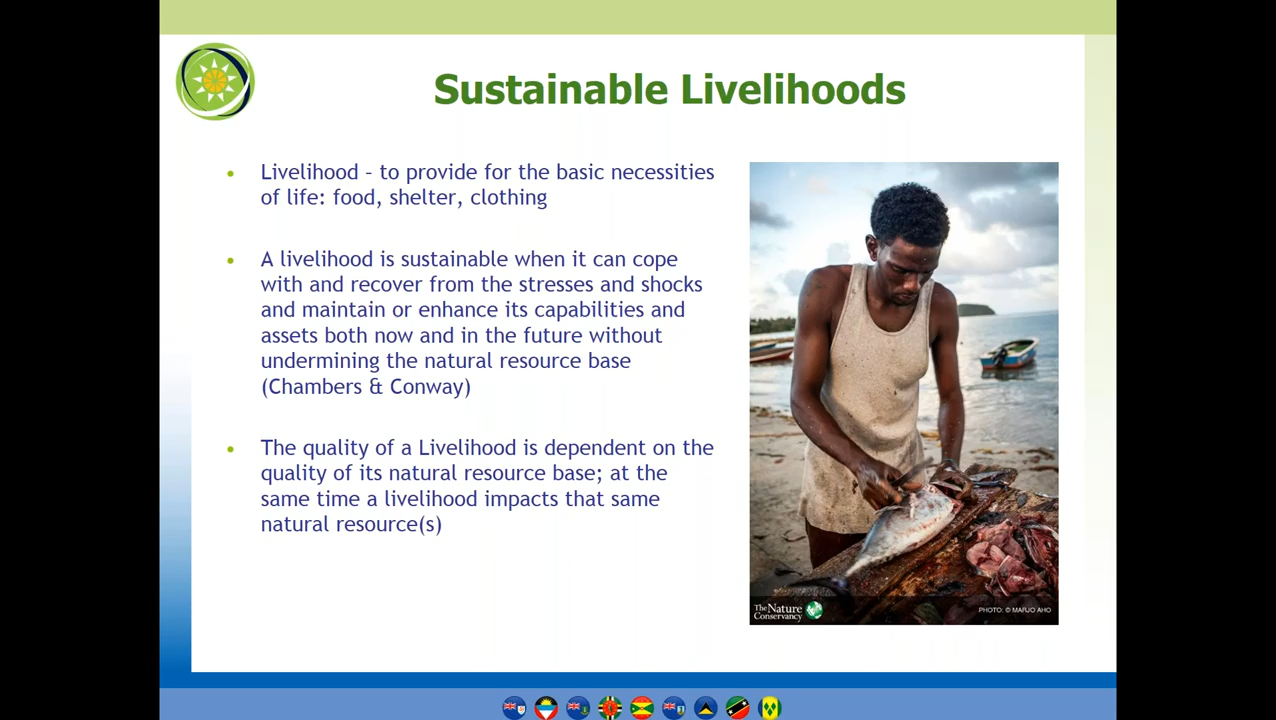 Sustainable Livelihoods
• Livelihood – to provide for the basic necessities
of life: food, shelter, clothing
• A livelihood is sustainable when it can cope
with and recover from the stresses and shocks
and maintain or enhance its capabilities and
assets both now and in the future without
undermining the natural resource base
(Chambers & Conway)
• The quality of a Livelihood is dependent on the
quality of its natural resource base; at the
same time a livelihood impacts that same
natural resource(s)
The Nature
Conservancy
PHOTO: © MARJO AHO